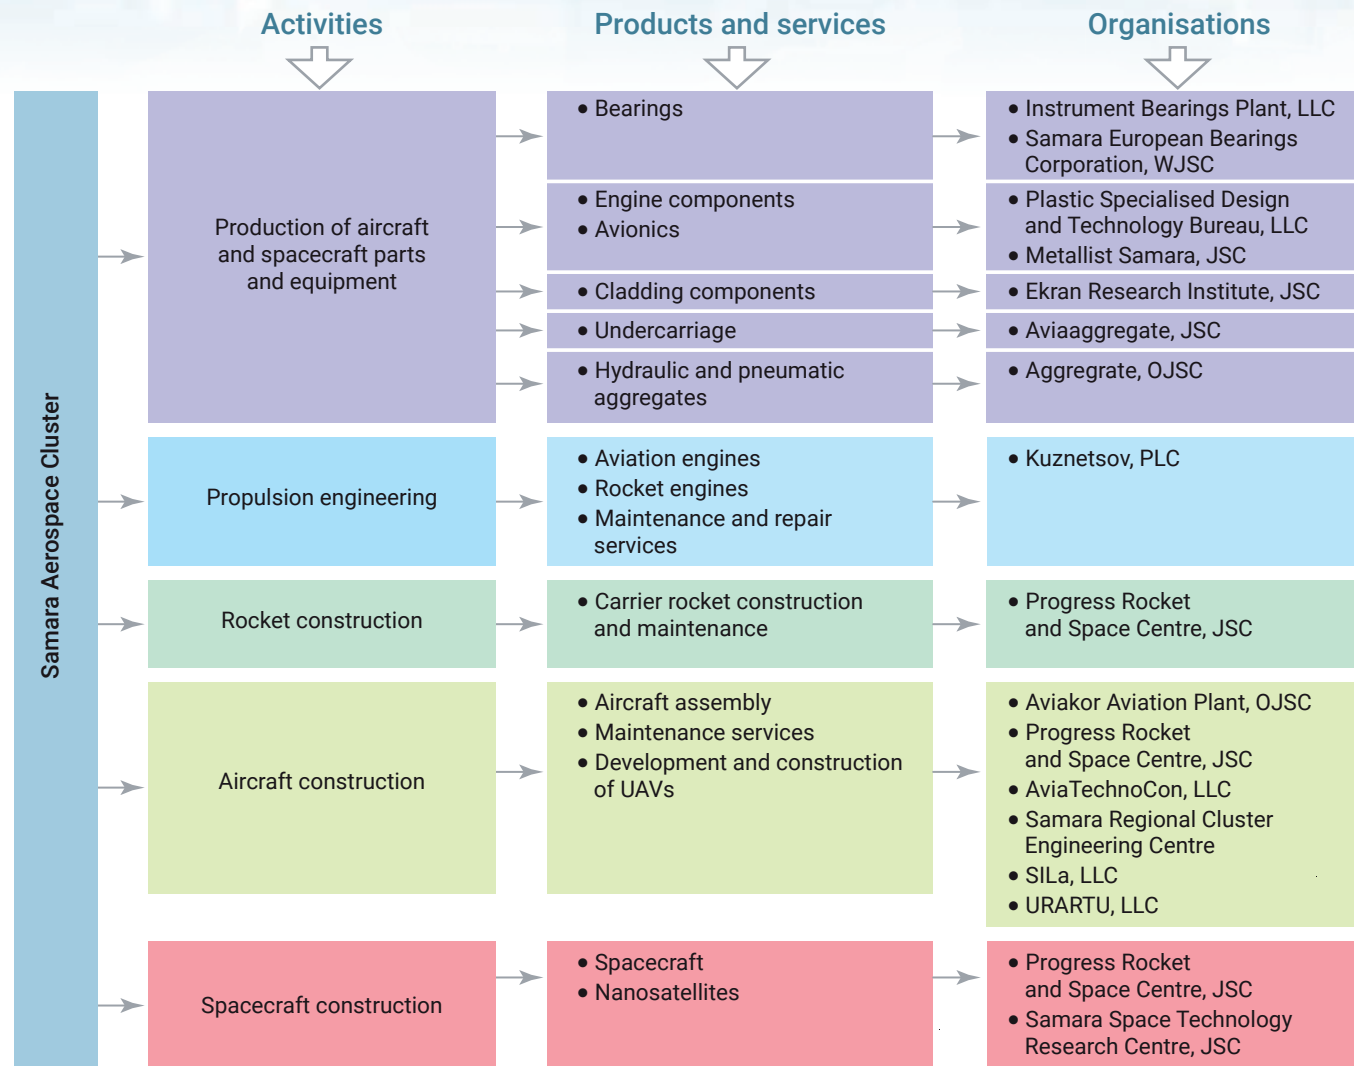 Activities
Products and services
Organisations
Samara Aerospace Cluster
Production of aircraft
and spacecraft parts
and equipment
• Bearings
• Instrument Bearings Plant, LLC
• Samara European Bearings
Corporation, WJSC
• Engine components
• Avionics
• Plastic Specialised Design
and Technology Bureau, LLC
• Metallist Samara, JSC
• Cladding components
• Ekran Research Institute, JSC
• Undercarriage
• Aviaaggregate, JSC
• Hydraulic and pneumatic
aggregates
• Aggregrate, OJSC
Propulsion engineering
• Aviation engines
• Rocket engines
• Maintenance and repair
services
• Kuznetsov, PLC
Rocket construction
• Carrier rocket construction
and maintenance
• Progress Rocket
and Space Centre, JSC
Aircraft construction
• Aircraft assembly
• Maintenance services
• Development and construction
of UAVs
• Aviakor Aviation Plant, OJSC
• Progress Rocket
and Space Centre, JSC
• AviaTechnoCon, LLC
• Samara Regional Cluster
Engineering Centre
• SILa, LLC
• URARTU, LLC
Spacecraft construction
• Spacecraft
• Nanosatellites
• Progress Rocket
and Space Centre, JSC
• Samara Space Technology
Research Centre, JSC